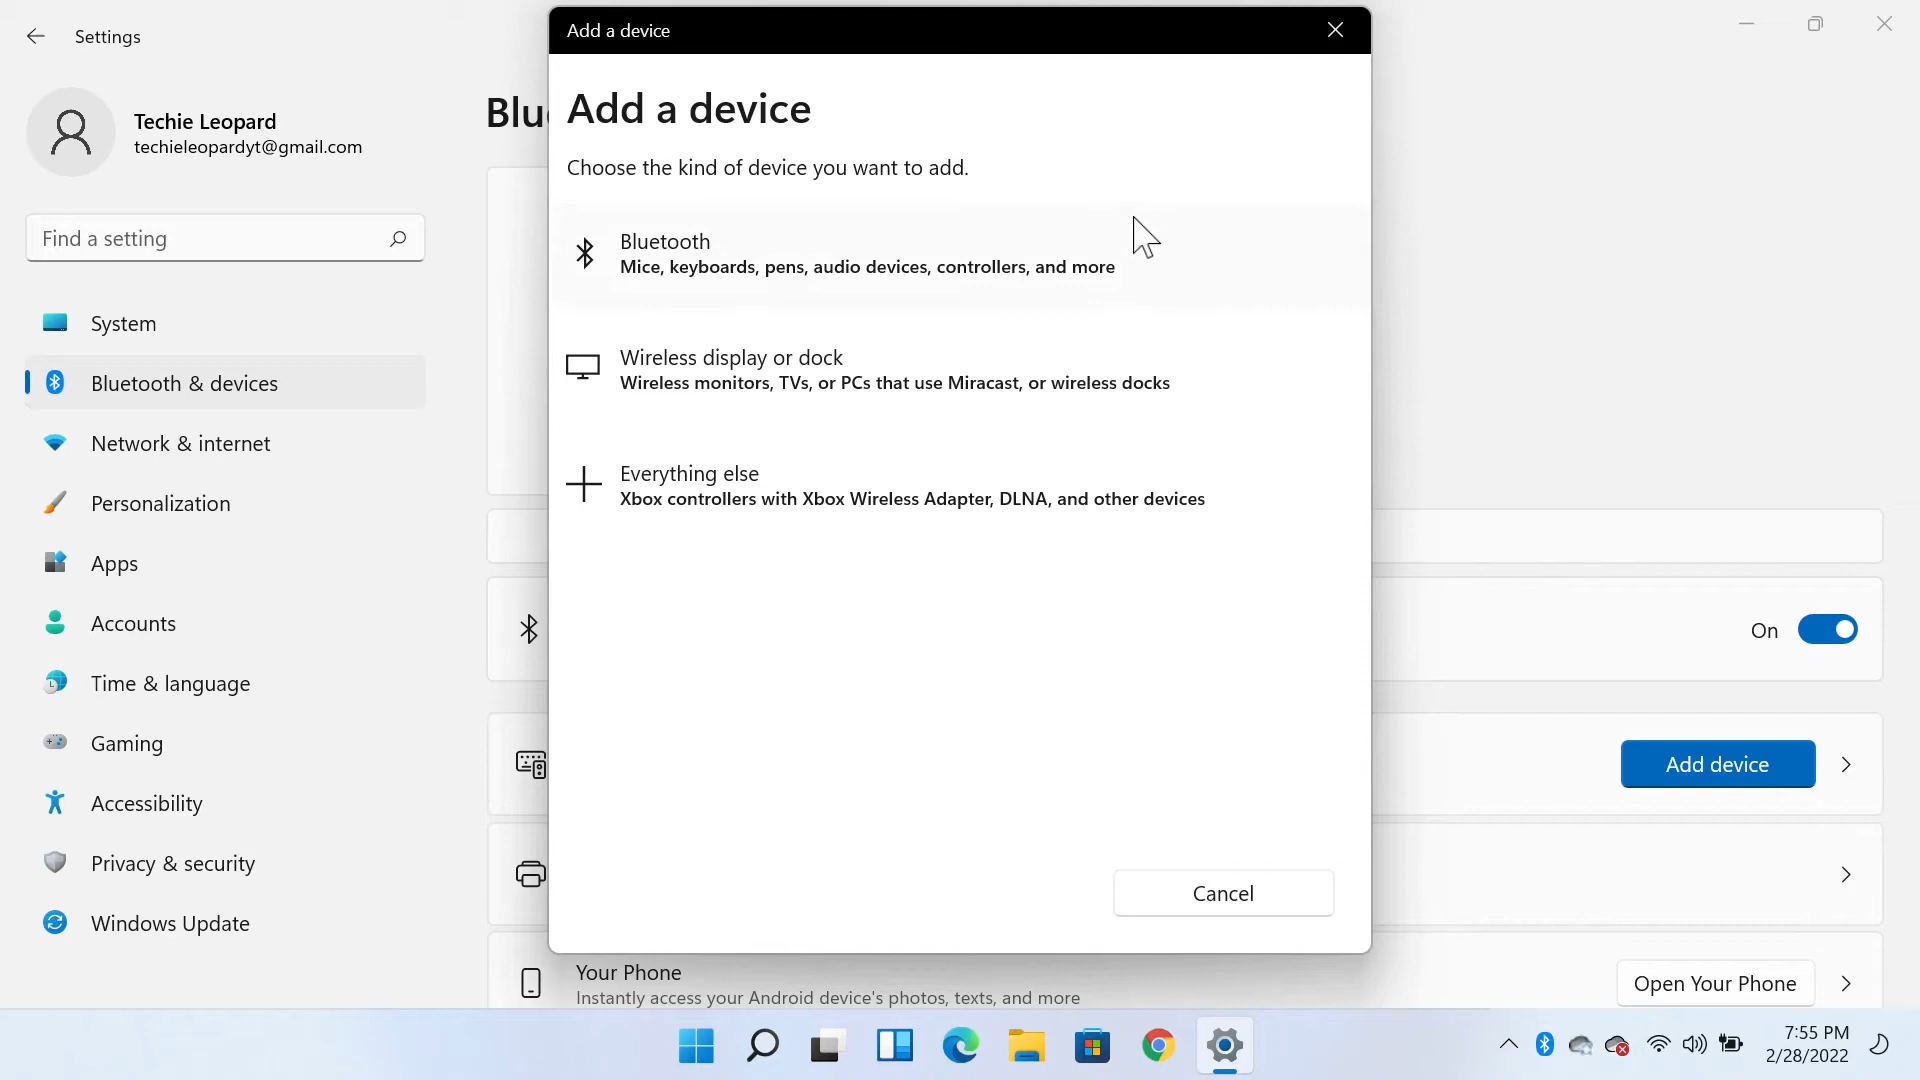 Settings
Techie Leopard
techieleopardyt@gmail.com
Find a setting
System
Bluetooth & devices
Network & internet
Personalization
Apps
Accounts
Time & language
Gaming
Accessibility
Privacy & security
Windows Update
Blu
Add a device
Add a device
Choose the kind of device you want to add.
Bluetooth
Mice, keyboards, pens, audio devices, controllers, and more
Wireless display or dock
Wireless monitors, TVs, or PCs that use Miracast, or wireless docks
Everything else
Xbox controllers with Xbox Wireless Adapter, DLNA, and other devices
Cancel
On
Add device
Your Phone
Instantly access your Android device's photos, texts, and more
Open Your Phone
7:55 PM
2/28/2022